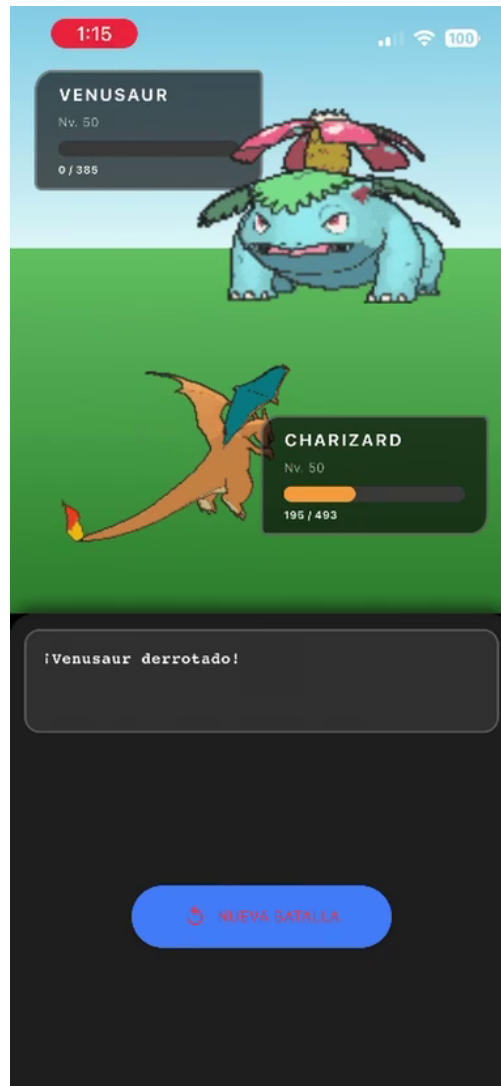 1:15
100
VENUSAUR
Nv. 50
0 / 385
CHARIZARD
Nv. 50
195 / 493
¡Venusaur derrotado!
NUEVA BATALLA